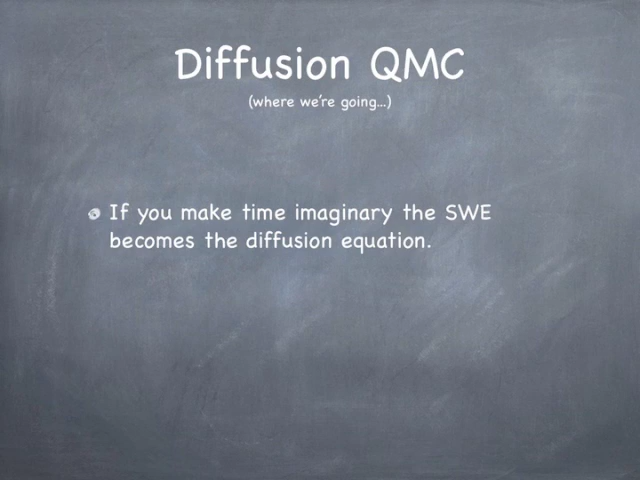 Diffusion QMC
(where we're going...)
If you make time imaginary the SWE
becomes the diffusion equation.